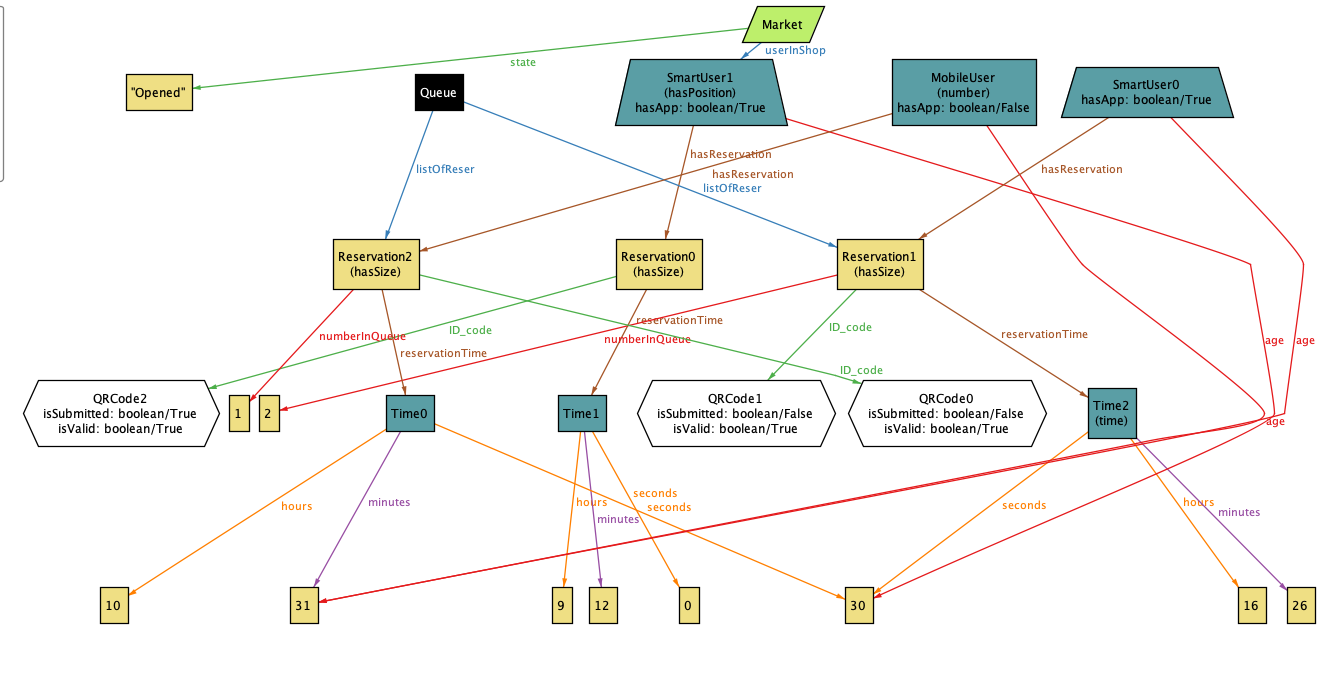 Market
userInShop
state
"Opened"
Queue
SmartUser1
(hasPosition)
hasApp: boolean/True
MobileUser
(number)
hasApp: boolean/False
SmartUser0
hasApp: boolean/True
listOfReser
hasReservation
hasReservation
listOfReser
hasReservation
Reservation2
(hasSize)
Reservation0
(hasSize)
Reservation1
(hasSize)
numberInQueue
ID_code
reservationTime
reservationTime
numberInQueue
ID_code
reservationTime
age
age
ID_code
QRCode2
isSubmitted: boolean/True
isValid: boolean/True
1
2
Time0
Time1
QRCode1
isSubmitted: boolean/False
isValid: boolean/True
QRCode0
isSubmitted: boolean/False
isValid: boolean/True
Time2
(time)
age
hours
minutes
hours
minutes
seconds
seconds
seconds
hours
minutes
10
31
9
12
0
30
16
26